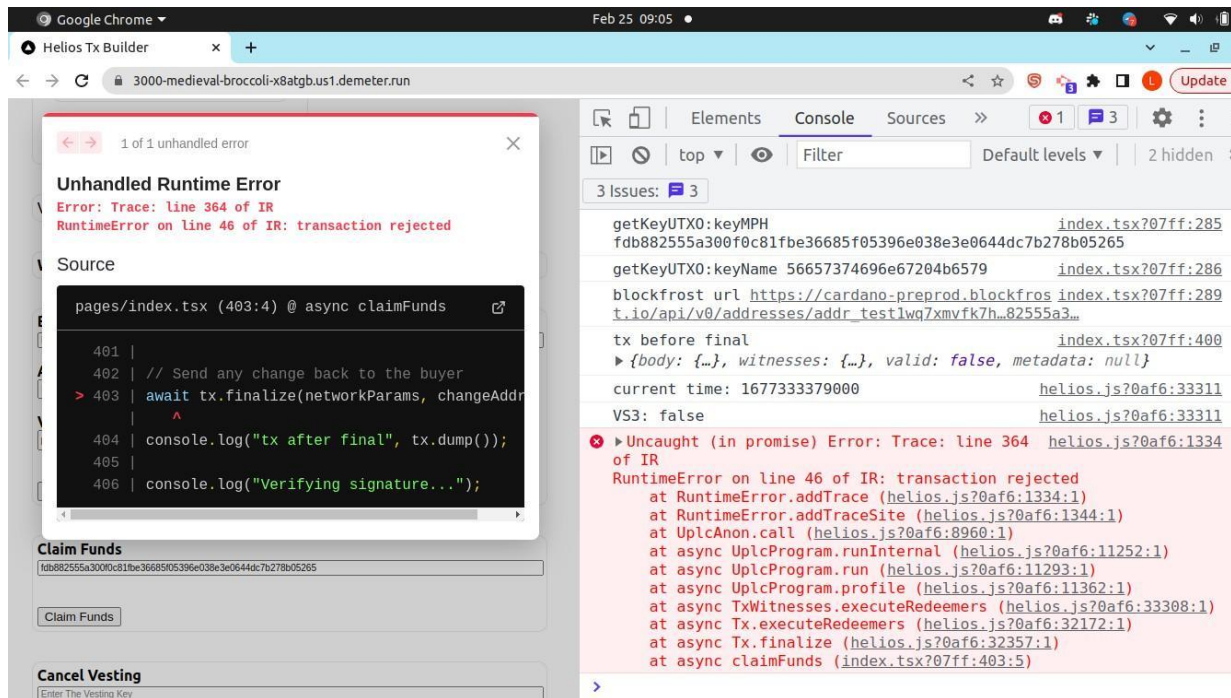 Google Chrome ▾
Feb 25 09:05
Helios Tx Builder × +
3000-medieval-broccoli-x8atgb.us1.demeter.run
3
L
Update
1 of 1 unhandled error
Unhandled Runtime Error
Error: Trace: line 364 of IR
RuntimeError on line 46 of IR: transaction rejected
Source
pages/index.tsx (403:4) @ async claimFunds
401 |
402 | // Send any change back to the buyer
> 403 | await tx.finalize(networkParams, changeAddr
| ^
404 | console.log("tx after final", tx.dump());
405 |
406 | console.log("Verifying signature...");
Claim Funds
fdb882555a300f0c81fbe36685f05396e038e3e0644dc7b278b05265
Claim Funds
Cancel Vesting
Enter The Vesting Key
Elements Console Sources » 1 3
top ▾ Filter Default levels ▾ 2 hidden
3 Issues: 3
getKeyUTXO:keyMPH index.tsx?07ff:285
fdb882555a300f0c81fbe36685f05396e038e3e0644dc7b278b05265
getKeyUTXO:keyName 56657374696e67204b6579 index.tsx?07ff:286
blockfrost url https://cardano-preprod.blockfros index.tsx?07ff:289
t.io/api/v0/addresses/addr_test1wq7xmvfk7h…82555a3…
tx before final index.tsx?07ff:400
▸ {body: {…}, witnesses: {…}, valid: false, metadata: null}
current time: 1677333379000 helios.js?0af6:33311
VS3: false helios.js?0af6:33311
▸ Uncaught (in promise) Error: Trace: line 364 helios.js?0af6:1334
of IR
RuntimeError on line 46 of IR: transaction rejected
at RuntimeError.addTrace (helios.js?0af6:1334:1)
at RuntimeError.addTraceSite (helios.js?0af6:1344:1)
at UplcAnon.call (helios.js?0af6:8960:1)
at async UplcProgram.runInternal (helios.js?0af6:11252:1)
at async UplcProgram.run (helios.js?0af6:11293:1)
at async UplcProgram.profile (helios.js?0af6:11362:1)
at async TxWitnesses.executeRedeemers (helios.js?0af6:33308:1)
at async Tx.executeRedeemers (helios.js?0af6:32172:1)
at async Tx.finalize (helios.js?0af6:32357:1)
at async claimFunds (index.tsx?07ff:403:5)
>